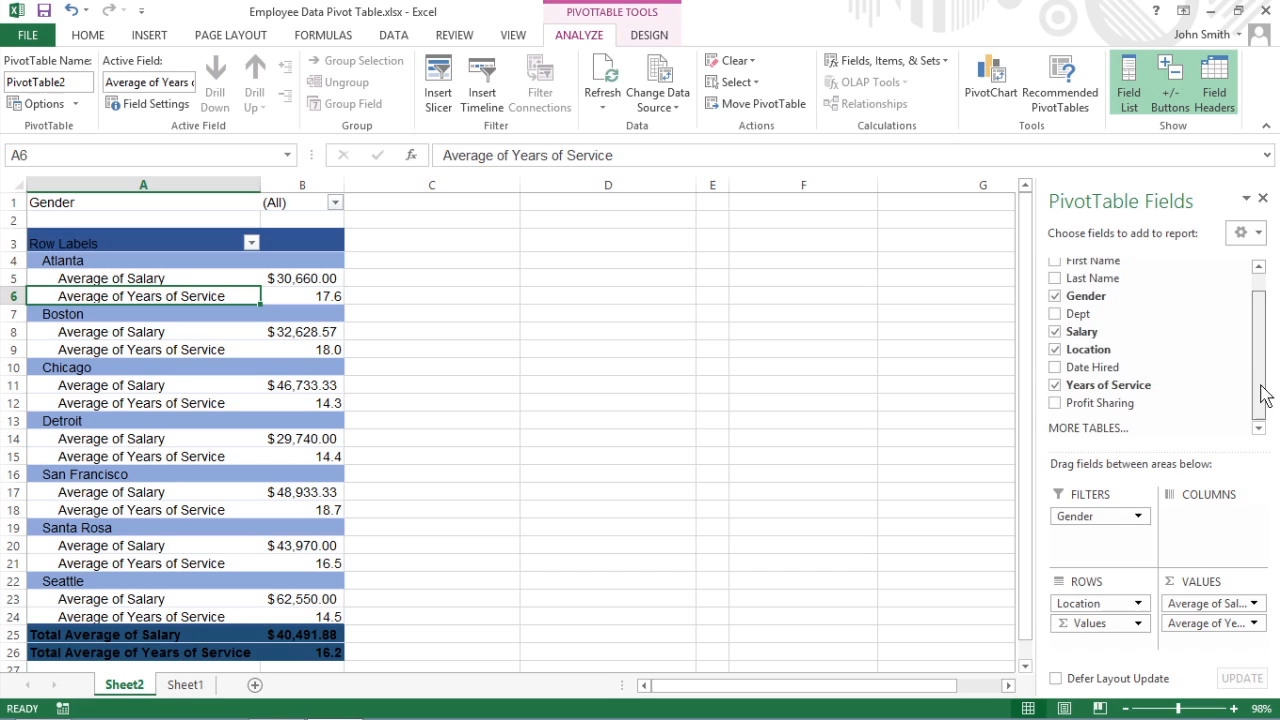 Employee Data Pivot Table.xlsx - Excel
PIVOTTABLE TOOLS
?
FILE HOME INSERT PAGE LAYOUT FORMULAS DATA REVIEW VIEW ANALYZE DESIGN John Smith
PivotTable Name:
PivotTable2
Options
PivotTable
Active Field:
Average of Years
Field Settings
Drill Down
Drill Up
Active Field
Group Selection
Ungroup
Group Field
Group
Insert Slicer
Insert Timeline
Filter Connections
Filter
Refresh
Change Data Source
Data
Clear
Select
Move PivotTable
Actions
Fields, Items, & Sets
OLAP Tools
Relationships
Calculations
PivotChart
Recommended PivotTables
Tools
Field List
+/- Buttons
Field Headers
Show
A6 fx Average of Years of Service
A B C D E F G
1 Gender (All)
2
3 Row Labels
4 Atlanta
5 Average of Salary $30,660.00
6 Average of Years of Service 17.6
7 Boston
8 Average of Salary $32,628.57
9 Average of Years of Service 18.0
10 Chicago
11 Average of Salary $46,733.33
12 Average of Years of Service 14.3
13 Detroit
14 Average of Salary $29,740.00
15 Average of Years of Service 14.4
16 San Francisco
17 Average of Salary $48,933.33
18 Average of Years of Service 18.7
19 Santa Rosa
20 Average of Salary $43,970.00
21 Average of Years of Service 16.5
22 Seattle
23 Average of Salary $62,550.00
24 Average of Years of Service 14.5
25 Total Average of Salary $40,491.88
26 Total Average of Years of Service 16.2
27
PivotTable Fields
Choose fields to add to report:
First Name
Last Name
Gender
Dept
Salary
Location
Date Hired
Years of Service
Profit Sharing
MORE TABLES...
Drag fields between areas below:
FILTERS
Gender
COLUMNS
ROWS
Location
Σ Values
Σ VALUES
Average of Sal...
Average of Ye...
Defer Layout Update UPDATE
Sheet2 Sheet1
READY 98%